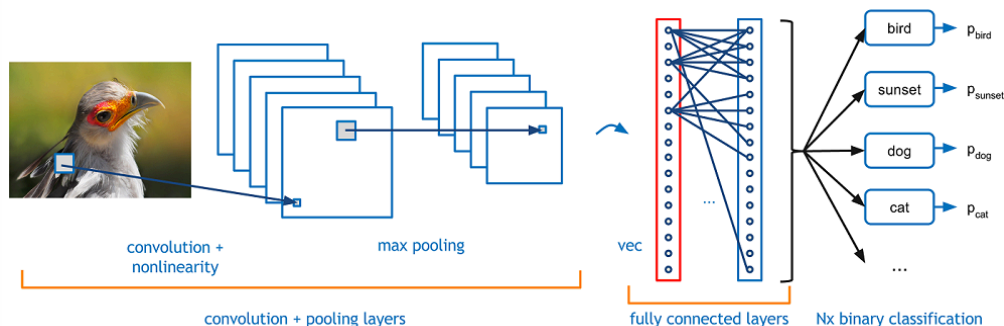 bird
p_bird
sunset
p_sunset
dog
p_dog
cat
p_cat
...
...
convolution +
nonlinearity
max pooling
vec
convolution + pooling layers
fully connected layers
Nx binary classification